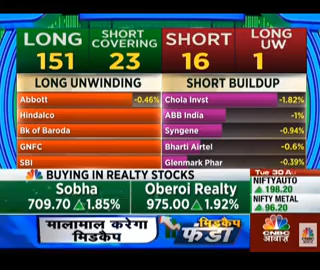 LONG SHORT COVERING SHORT LONG UW
151 23 16 1
LONG UNWINDING SHORT BUILDUP
Abbott -0.46% Chola Invst -1.82%
Hindalco ABB India -1%
Bk of Baroda Syngene -0.94%
GNFC Bharti Airtel -0.6%
SBI Glenmark Phar -0.39%
BUYING IN REALTY STOCKS Tue 30 A
Sobha Oberoi Realty NIFTYAUTO
709.70 ▲1.85% 975.00 ▲1.92% ▲ 198.20
NIFTY METAL
▲ 96.20
मालामाल करेगा मिडकैप
मिडकैप फंडा
CNBC आवाज़